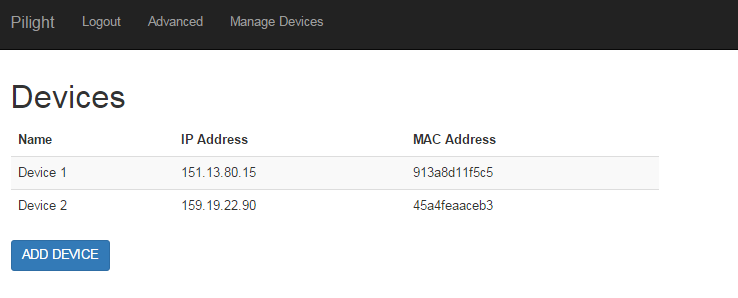 Pilight Logout Advanced Manage Devices
Devices
Name IP Address MAC Address
Device 1 151.13.80.15 913a8d11f5c5
Device 2 159.19.22.90 45a4feaaceb3
ADD DEVICE